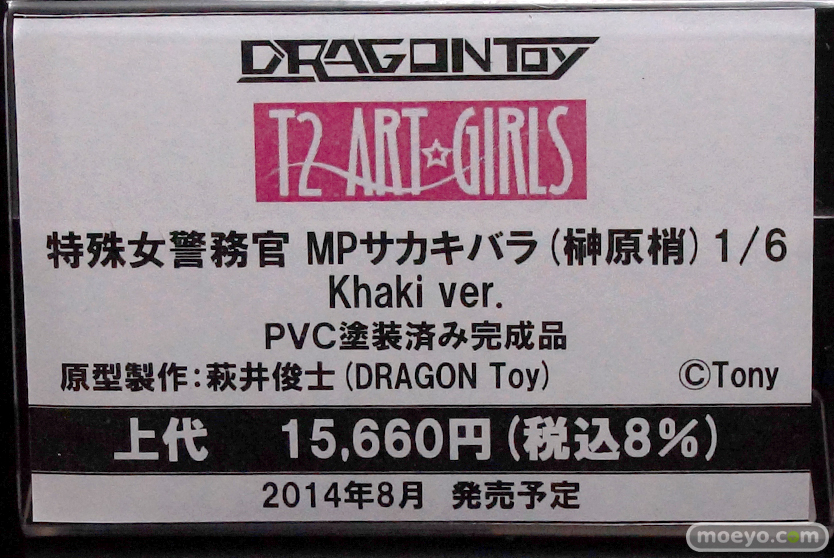 DRAGONToy
T2 ART☆GIRLS
特殊女警務官 MPサカキバラ(榊原梢) 1/6
Khaki ver.
PVC塗装済み完成品
原型製作:萩井俊士(DRAGON Toy) ©Tony
上代 15,660円(税込8%)
2014年8月 発売予定
moeyo.com